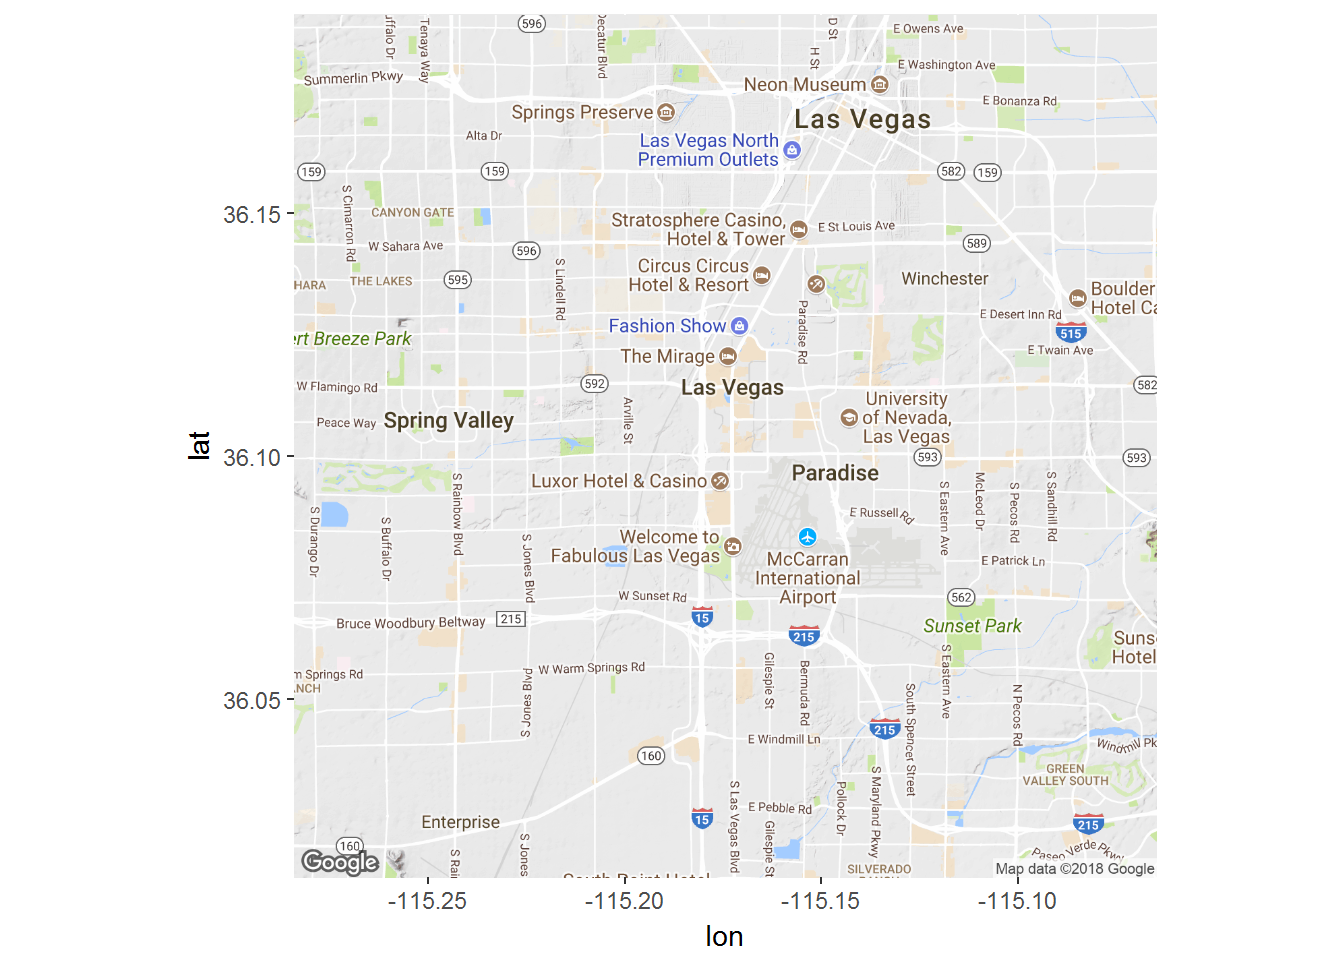 596
E Owens Ave
Tenaya Way
Decatur Blvd
D St
H St
E Washington Ave
Summerlin Pkwy
Neon Museum
E Bonanza Rd
Springs Preserve
Las Vegas
Alta Dr
Las Vegas North
Premium Outlets
159
159
582
159
S Cimarron Rd
CANYON GATE
36.15
Stratosphere Casino,
Hotel & Tower
E St Louis Ave
W Sahara Ave
596
589
S Lindell Rd
Circus Circus
Hotel & Resort
Winchester
595
THE LAKES
HARA
Boulder
Hotel Ca
Paradise Rd
E Desert Inn Rd
Fashion Show
515
ert Breeze Park
E Twain Ave
The Mirage
W Flamingo Rd
592
Las Vegas
582
University
of Nevada,
Las Vegas
Arville St
Peace Way
Spring Valley
lat
36.10
593
593
Paradise
Luxor Hotel & Casino
S Rainbow Blvd
S Eastern Ave
McLeod Dr
S Pecos Rd
S Sandhill Rd
S Durango Dr
S Buffalo Dr
E Russell Rd
Welcome to
Fabulous Las Vegas
S Jones Blvd
McCarran
International
Airport
E Patrick Ln
W Sunset Rd
562
215
15
Bruce Woodbury Beltway
215
Sunset Park
Suns
Hotel
W Warm Springs Rd
m Springs Rd
ANCH
Gilespie St
Bermuda Rd
S Eastern Ave
S Jones Blvd
South Spencer Street
N Pecos Rd
36.05
215
E Windmill Ln
Windmill Pk
160
GREEN
VALLEY SOUTH
S Las Vegas Blvd
Pollock Dr
S Maryland Pkwy
E Pebble Rd
15
Enterprise
Gilespie St
215
160
S Jones
S Rai
Paseo Verde Pkwy
Google
South Point Hotel
SILVERADO
RANCH
Map data ©2018 Google
-115.25
-115.20
-115.15
-115.10
lon